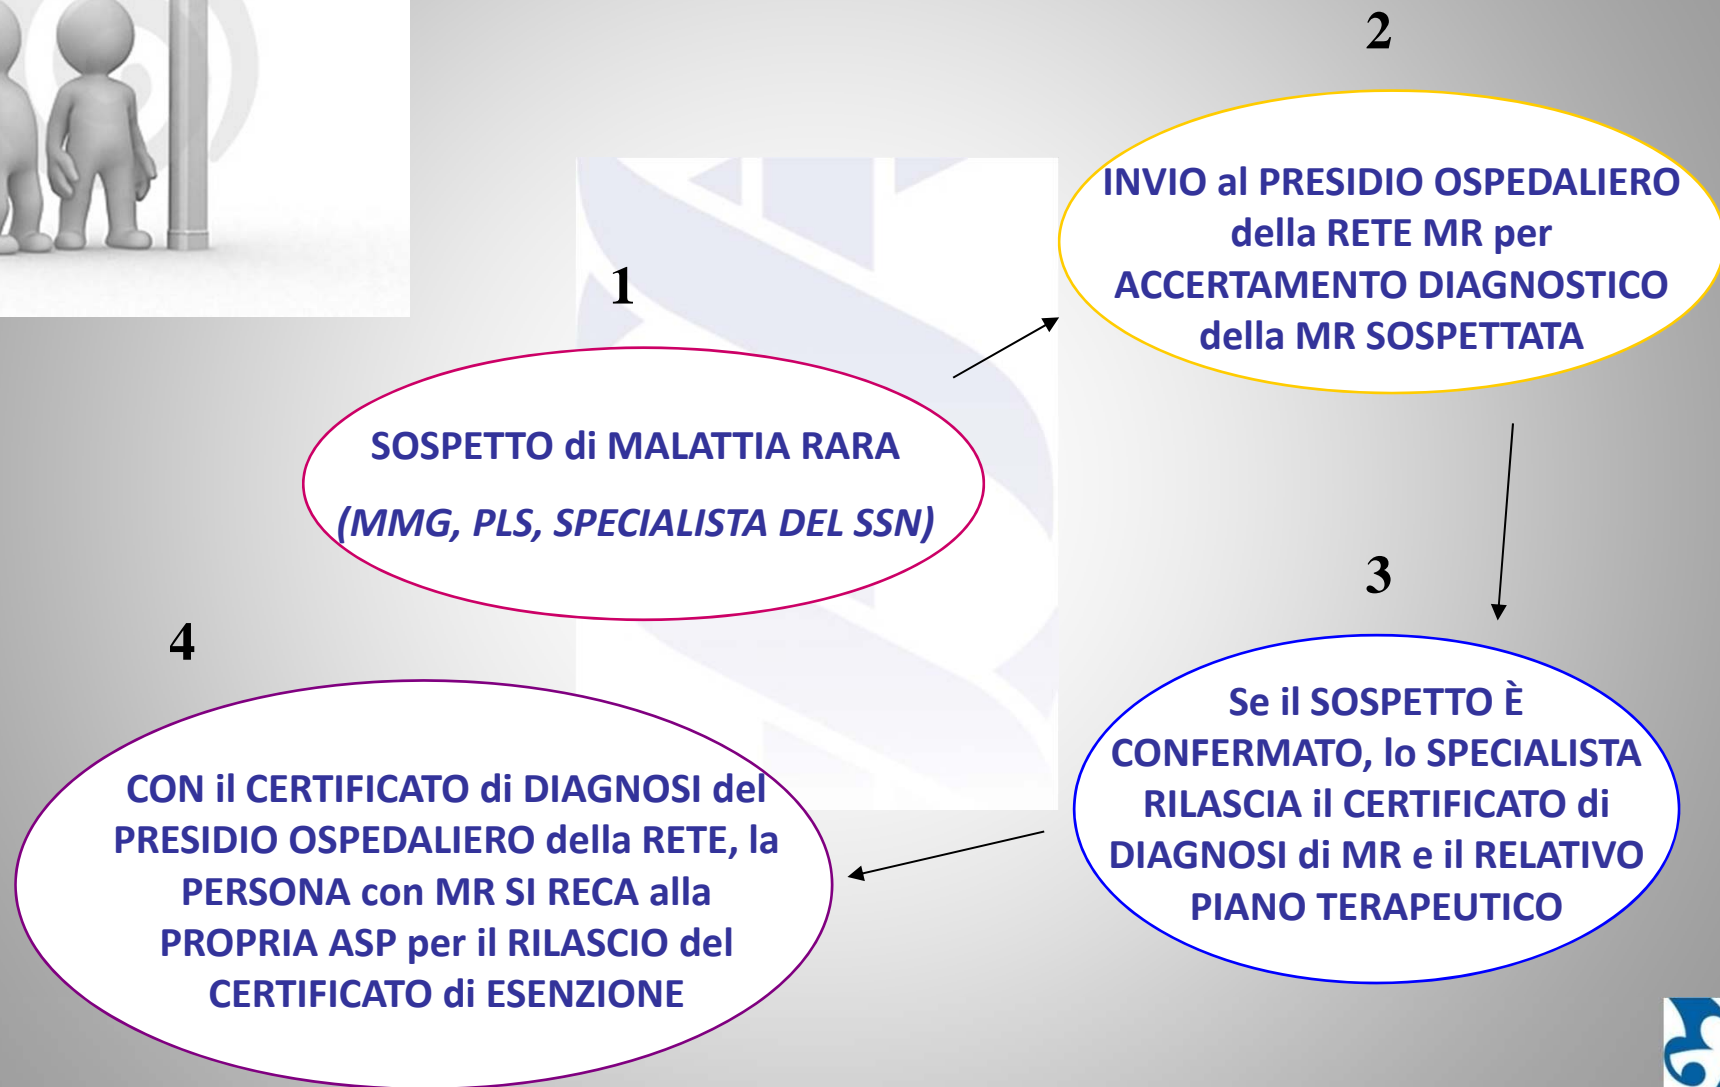 1
SOSPETTO di MALATTIA RARA
(MMG, PLS, SPECIALISTA DEL SSN)
2
INVIO al PRESIDIO OSPEDALIERO
della RETE MR per
ACCERTAMENTO DIAGNOSTICO
della MR SOSPETTATA
3
Se il SOSPETTO È
CONFERMATO, lo SPECIALISTA
RILASCIA il CERTIFICATO di
DIAGNOSI di MR e il RELATIVO
PIANO TERAPEUTICO
4
CON il CERTIFICATO di DIAGNOSI del
PRESIDIO OSPEDALIERO della RETE, la
PERSONA con MR SI RECA alla
PROPRIA ASP per il RILASCIO del
CERTIFICATO di ESENZIONE